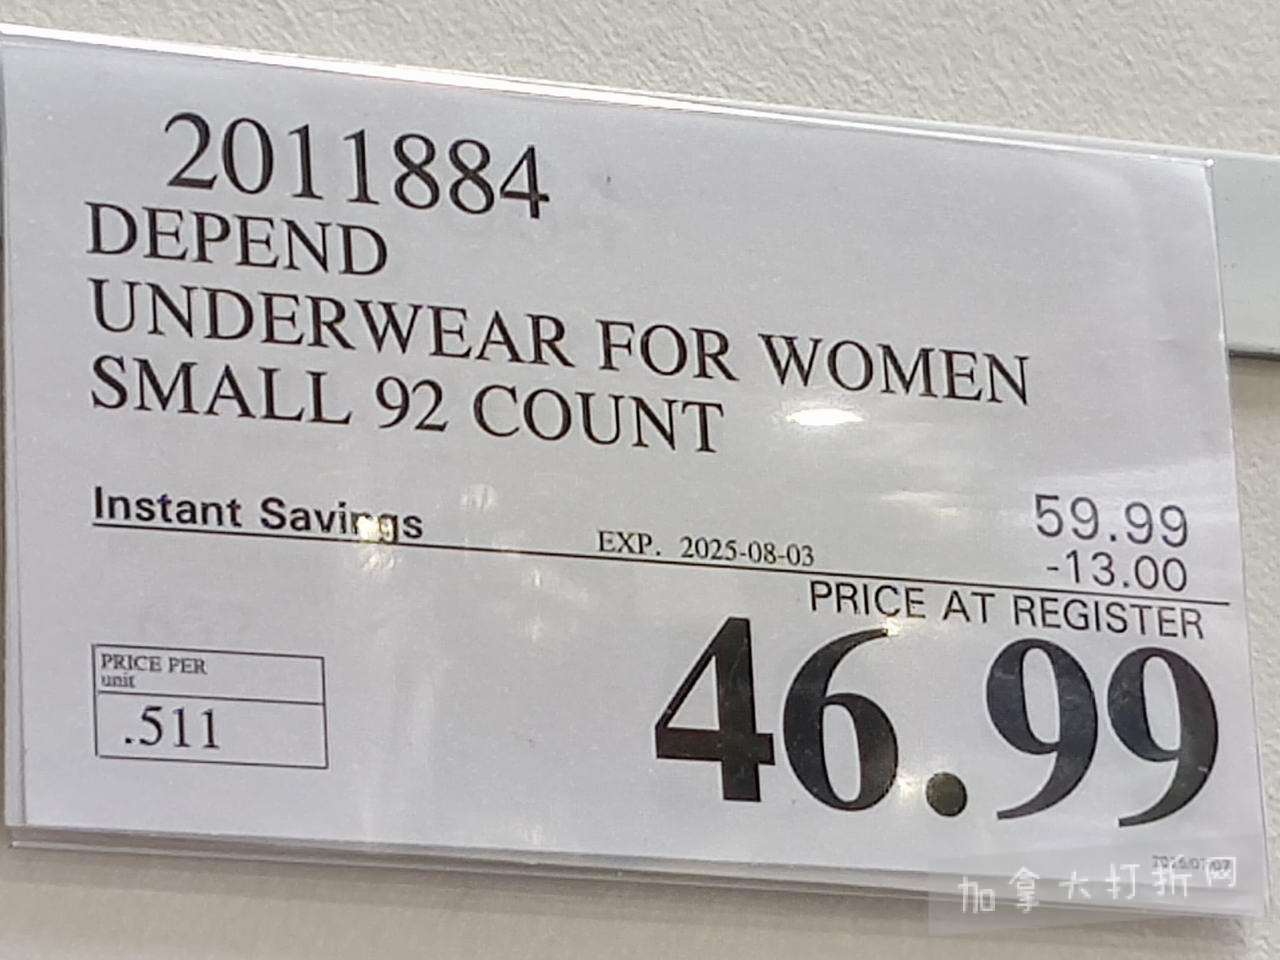 2011884
DEPEND
UNDERWEAR FOR WOMEN
SMALL 92 COUNT
Instant Savings
EXP. 2025-08-03
59.99
-13.00
PRICE AT REGISTER
46.99
PRICE PER
unit
.511
加拿大打折网